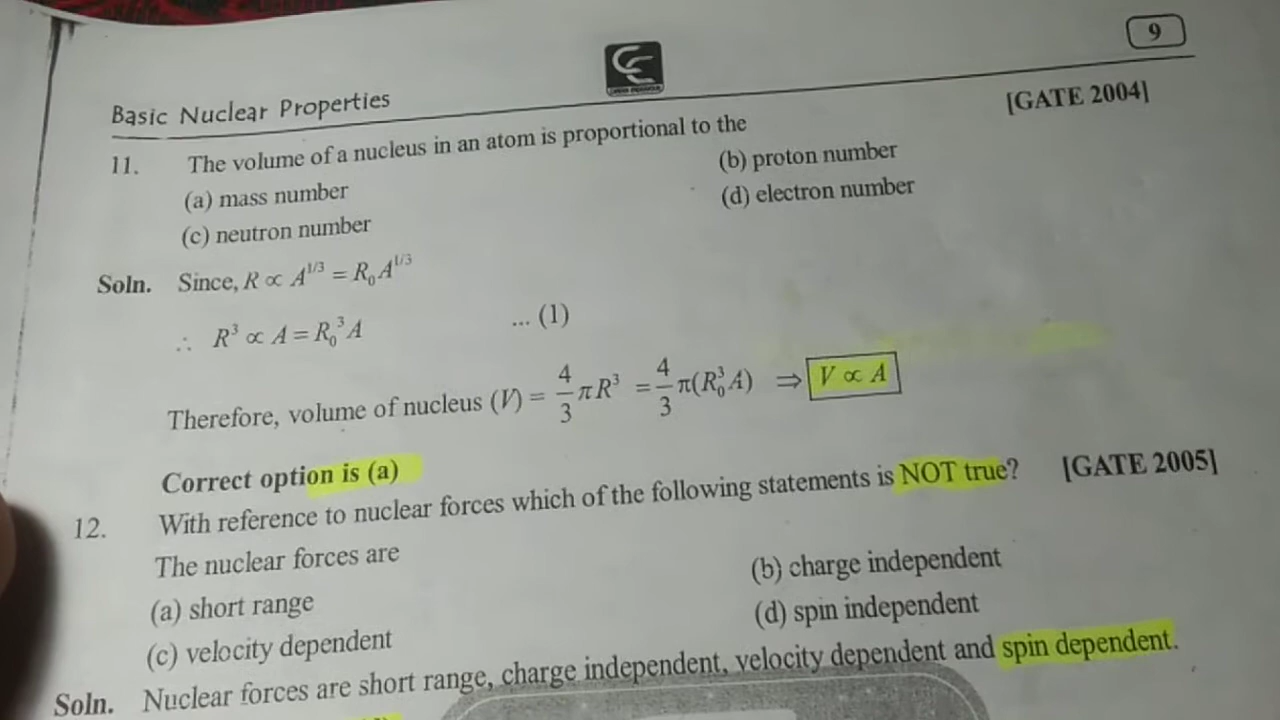 9
Basic Nuclear Properties
[GATE 2004]
11. The volume of a nucleus in an atom is proportional to the
(a) mass number (b) proton number
(c) neutron number (d) electron number
Soln. Since, R ∝ A^{1/3} = R₀A^{1/3}
∴ R³ ∝ A = R₀³A ... (1)
Therefore, volume of nucleus (V) = 4/3 πR³ = 4/3 π(R₀³A) ⇒ V ∝ A
Correct option is (a)
12. With reference to nuclear forces which of the following statements is NOT true? [GATE 2005]
The nuclear forces are
(a) short range (b) charge independent
(c) velocity dependent (d) spin independent
Soln. Nuclear forces are short range, charge independent, velocity dependent and spin dependent.